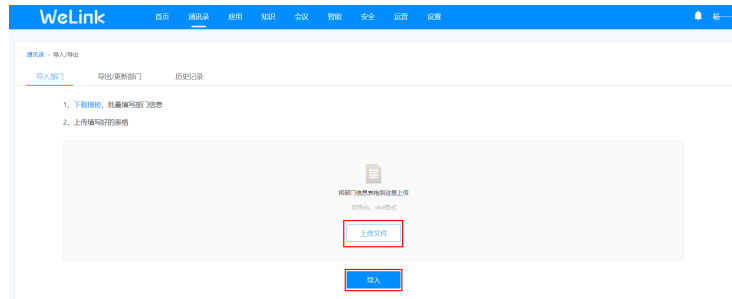 WeLink 首页 通讯录 应用 知识 会议 智能 安全 运营 设置 杨
通讯录 > 导入/导出
导入部门 导出/更新部门 历史记录
1、下载模板，批量填写部门信息
2、上传填写好的表格
将部门信息表拖到这里上传
支持xls、xlsx格式
上传文件
导入